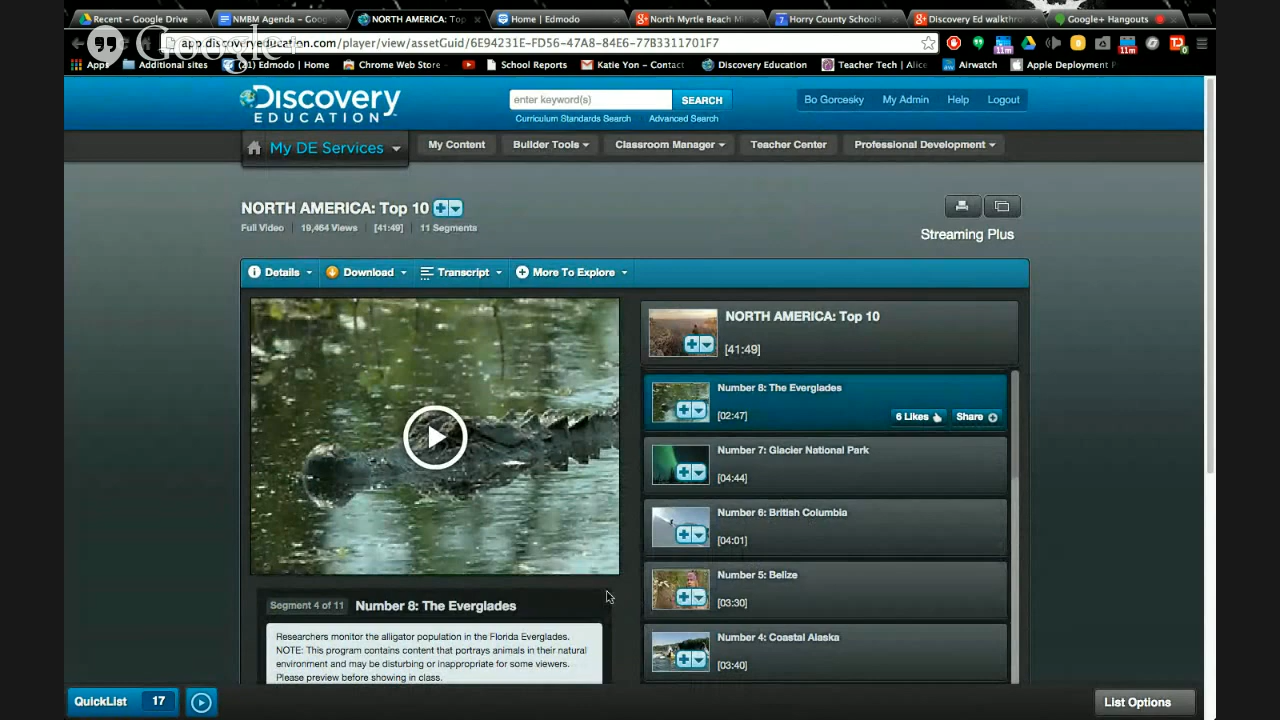 Recent - Google Drive
NMBM Agenda - Goog
NORTH AMERICA: Top
Home | Edmodo
North Myrtle Beach M
Horry County Schools
Discovery Ed walkthro
Google+ Hangouts
app.discoveryeducation.com/player/view/assetGuid/6E94231E-FD56-47A8-84E6-77B3311701F7
Google+
11m
11m
0
Apps
Additional sites
(1) Edmodo | Home
Chrome Web Store
School Reports
Katie Yon - Contact
Discovery Education
Teacher Tech | Alice
Airwatch
Apple Deployment P
Discovery
EDUCATION
enter keyword(s)
SEARCH
Curriculum Standards Search
Advanced Search
Bo Gorcesky
My Admin
Help
Logout
My DE Services
My Content
Builder Tools
Classroom Manager
Teacher Center
Professional Development
NORTH AMERICA: Top 10
Full Video
19,464 Views
[41:49]
11 Segments
Streaming Plus
Details
Download
Transcript
More To Explore
NORTH AMERICA: Top 10
[41:49]
Number 8: The Everglades
[02:47]
6 Likes
Share
Number 7: Glacier National Park
[04:44]
Number 6: British Columbia
[04:01]
Number 5: Belize
[03:30]
Number 4: Coastal Alaska
[03:40]
Segment 4 of 11
Number 8: The Everglades
Researchers monitor the alligator population in the Florida Everglades.
NOTE: This program contains content that portrays animals in their natural
environment and may be disturbing or inappropriate for some viewers.
Please preview before showing in class.
QuickList
17
List Options